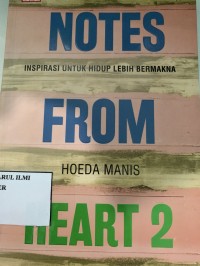 NOTES
INSPIRASI UNTUK HIDUP LEBIH BERMAKNA
FROM
HOEDA MANIS
ARUL ILMI
ER
HEART 2